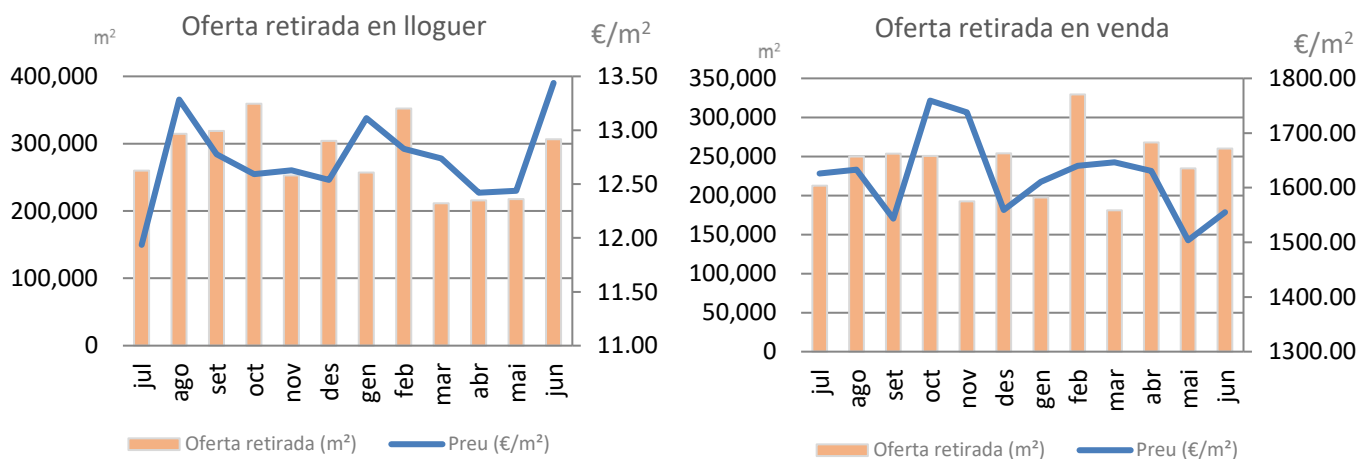 Oferta retirada en lloguer
m²
€/m²
400,000
300,000
200,000
100,000
0
13.50
13.00
12.50
12.00
11.50
11.00
jul ago set oct nov des gen feb mar abr mai jun
Oferta retirada (m²) Preu (€/m²)
Oferta retirada en venda
m²
€/m²
350,000
300,000
250,000
200,000
150,000
100,000
50,000
0
1800.00
1700.00
1600.00
1500.00
1400.00
1300.00
jul ago set oct nov des gen feb mar abr mai jun
Oferta retirada (m²) Preu (€/m²)